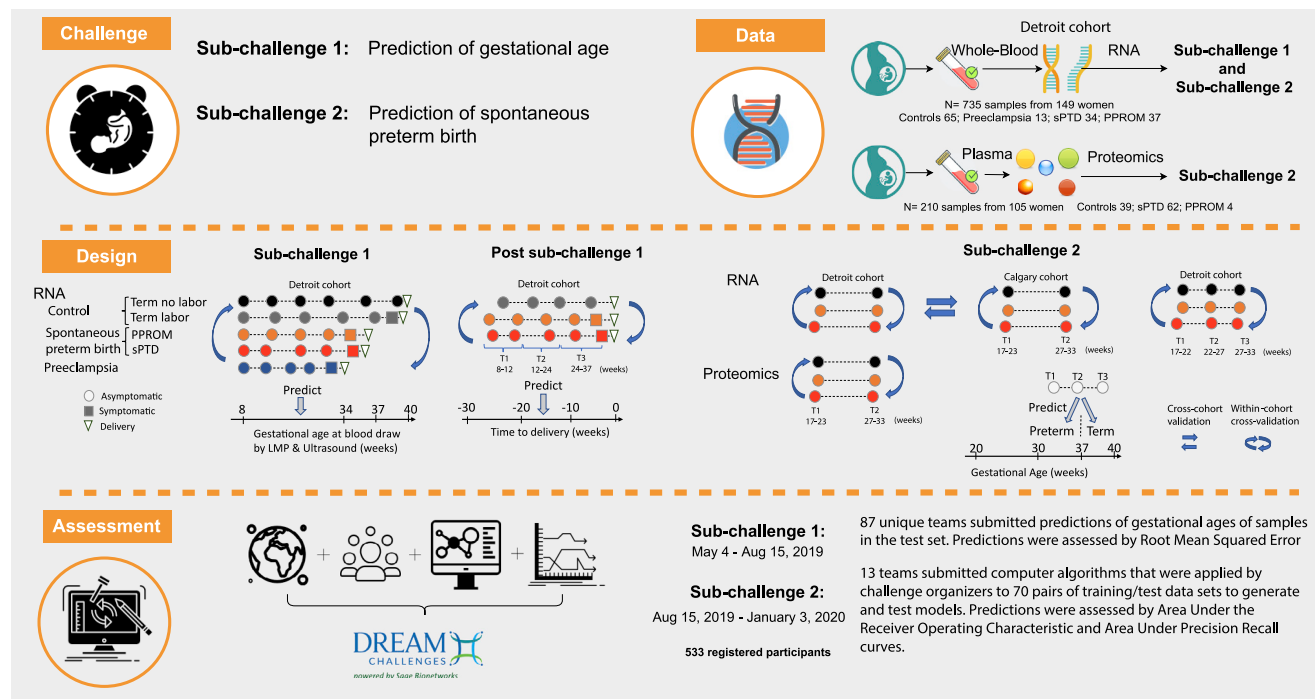 Challenge
Sub-challenge 1: Prediction of gestational age
Sub-challenge 2: Prediction of spontaneous
preterm birth
Data
Detroit cohort
Whole-Blood
RNA
Sub-challenge 1
and
Sub-challenge 2
N= 735 samples from 149 women
Controls 65; Preeclampsia 13; sPTD 34; PPROM 37
Plasma
Proteomics
Sub-challenge 2
N= 210 samples from 105 women Controls 39; sPTD 62; PPROM 4
Design
Sub-challenge 1
Detroit cohort
RNA
Control
Term no labor
Term labor
Spontaneous
preterm birth
PPROM
sPTD
Preeclampsia
Asymptomatic
Symptomatic
Delivery
Predict
8 34 37 40
Gestational age at blood draw
by LMP & Ultrasound (weeks)
Post sub-challenge 1
Detroit cohort
T1 T2 T3
8-12 12-24 24-37 (weeks)
Predict
-30 -20 -10 0
Time to delivery (weeks)
Sub-challenge 2
RNA
Detroit cohort
Calgary cohort
T1 T2
17-23 27-33 (weeks)
Detroit cohort
T1 T2 T3
17-22 22-27 27-33 (weeks)
Proteomics
T1 T2
17-23 27-33 (weeks)
T1 T2 T3
Predict
Preterm Term
20 30 37 40
Gestational Age (weeks)
Cross-cohort
validation
Within-cohort
cross-validation
Assessment
+ + +
DREAM
CHALLENGES
powered by Sage Bionetworks
Sub-challenge 1:
May 4 - Aug 15, 2019
Sub-challenge 2:
Aug 15, 2019 - January 3, 2020
533 registered participants
87 unique teams submitted predictions of gestational ages of samples
in the test set. Predictions were assessed by Root Mean Squared Error
13 teams submitted computer algorithms that were applied by
challenge organizers to 70 pairs of training/test data sets to generate
and test models. Predictions were assessed by Area Under the
Receiver Operating Characteristic and Area Under Precision Recall
curves.